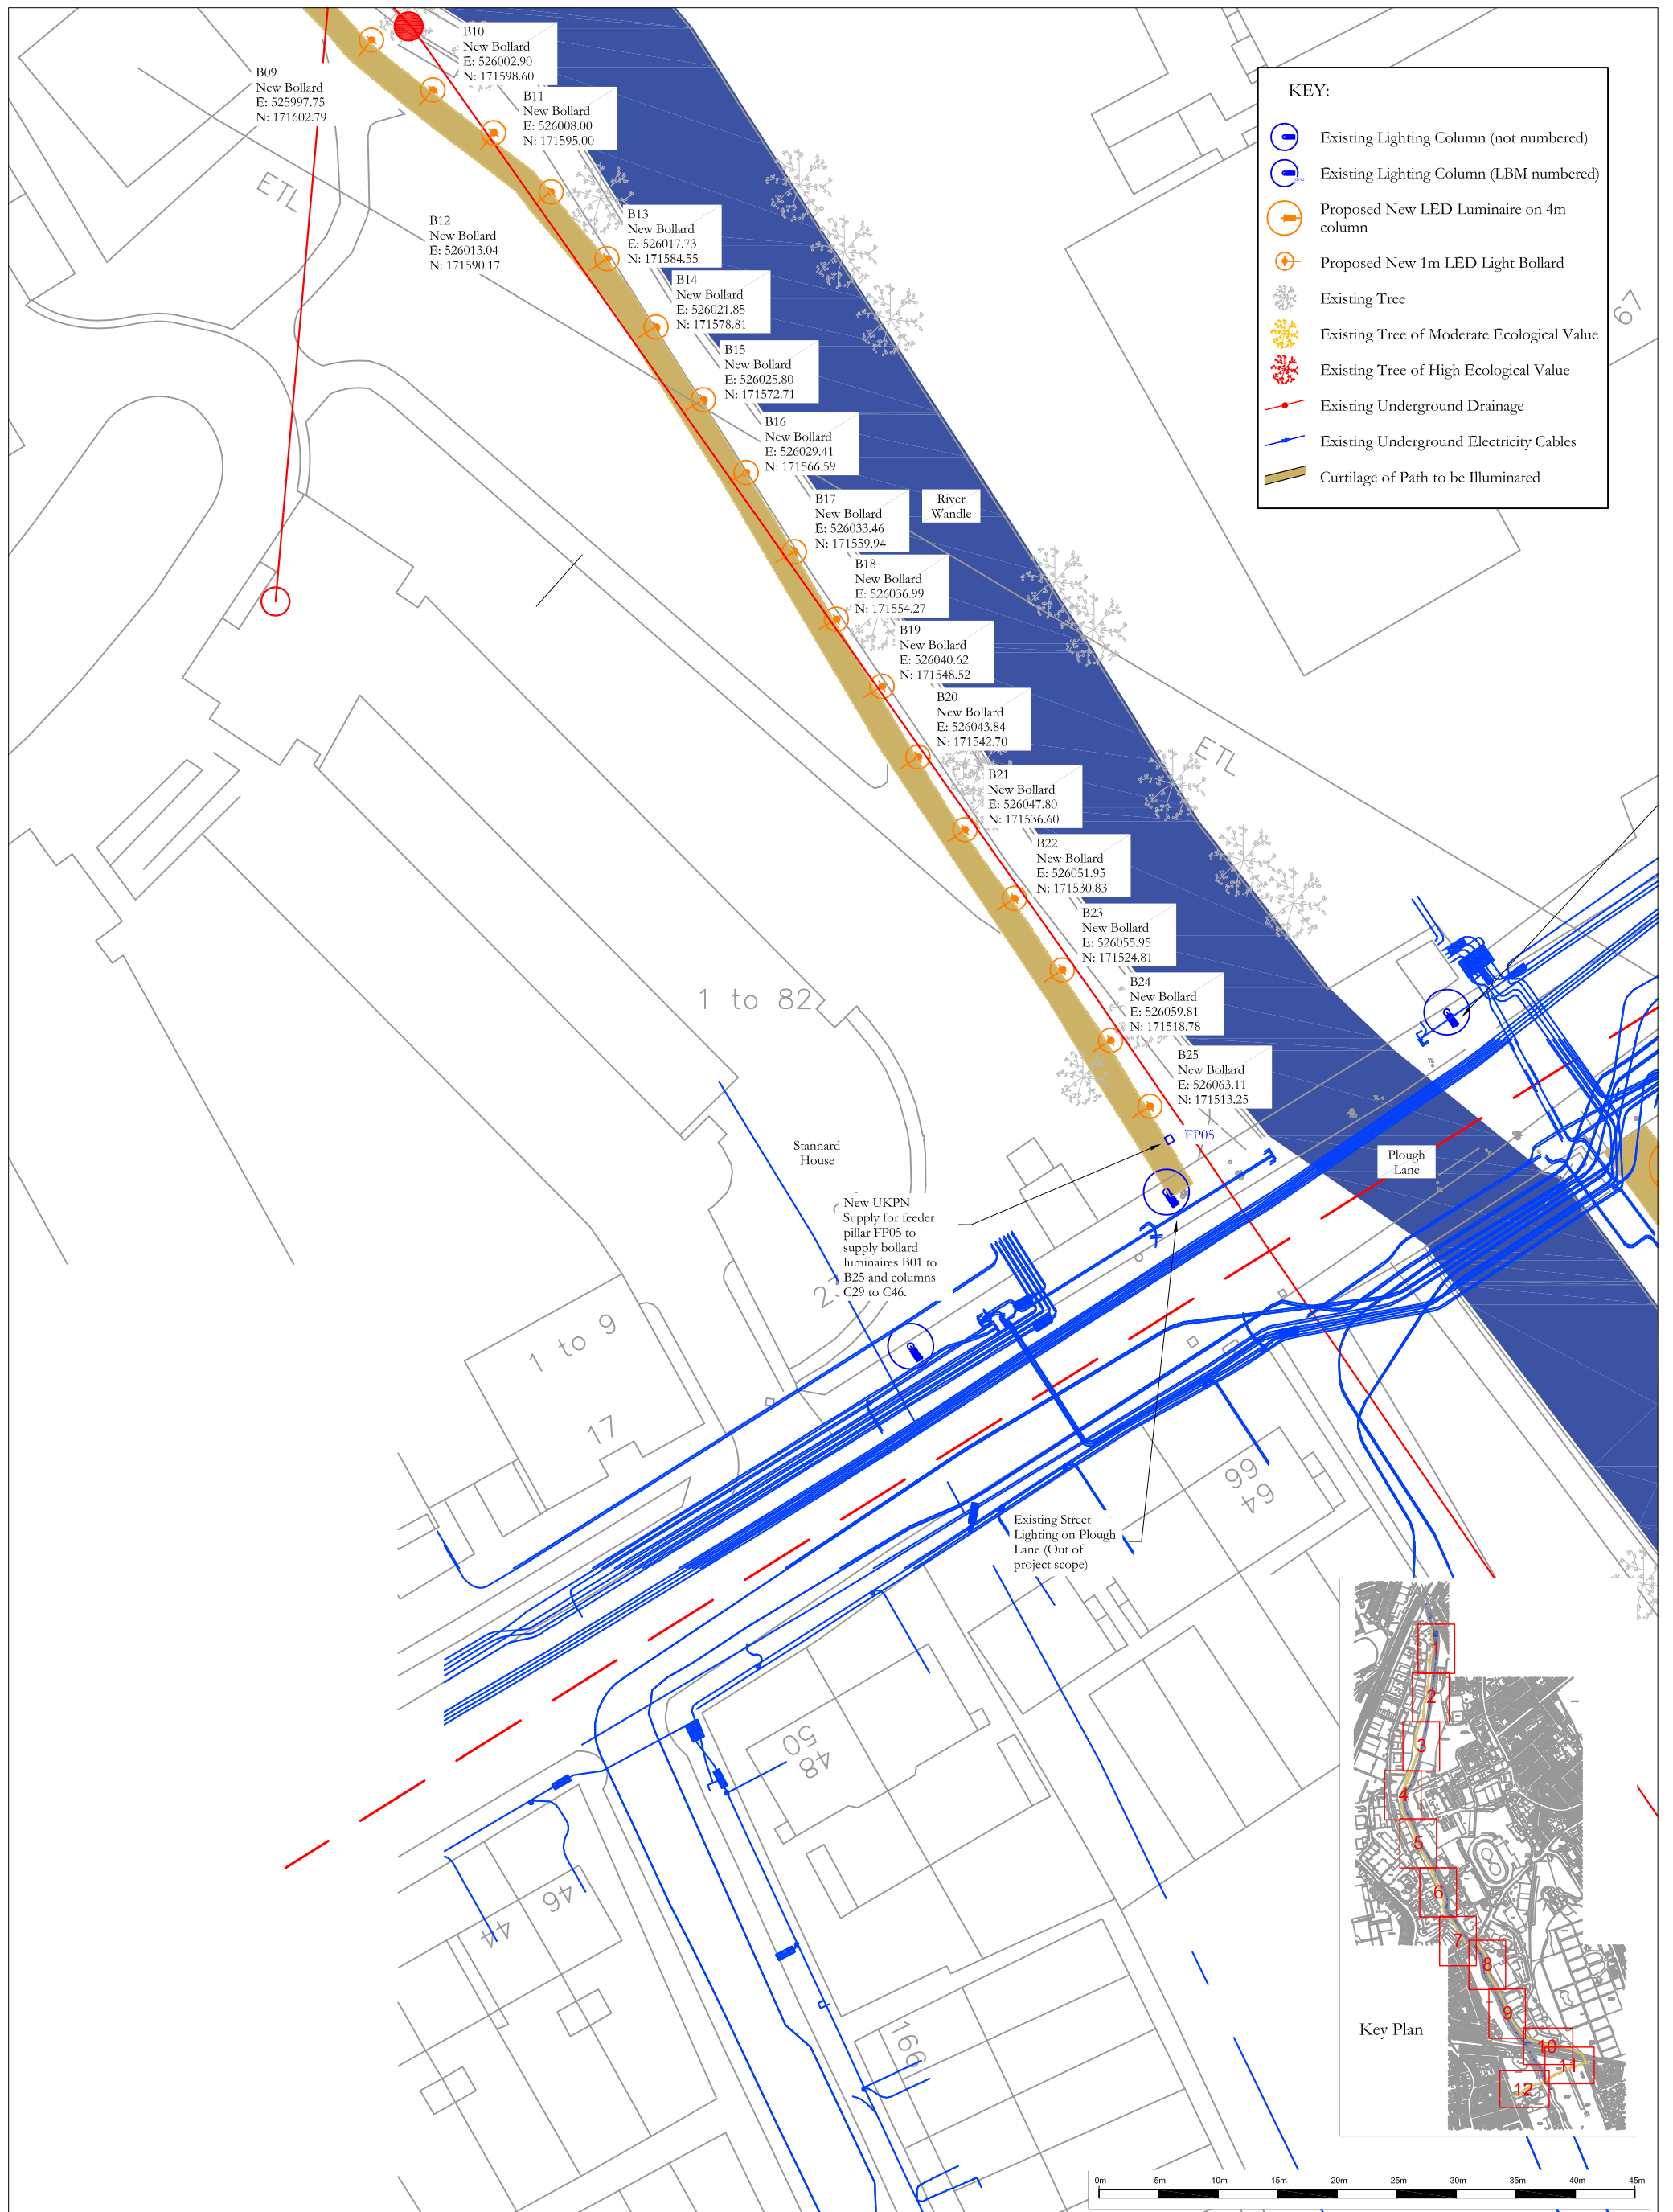 B09
New Bollard
E: 525997.75
N: 171602.79
B10
New Bollard
E: 526002.90
N: 171598.60
B11
New Bollard
E: 526008.00
N: 171595.00
B12
New Bollard
E: 526013.04
N: 171590.17
B13
New Bollard
E: 526017.73
N: 171584.55
B14
New Bollard
E: 526021.85
N: 171578.81
B15
New Bollard
E: 526025.80
N: 171572.71
B16
New Bollard
E: 526029.41
N: 171566.59
B17
New Bollard
E: 526033.46
N: 171559.94
B18
New Bollard
E: 526036.99
N: 171554.27
B19
New Bollard
E: 526040.62
N: 171548.52
B20
New Bollard
E: 526043.84
N: 171542.70
B21
New Bollard
E: 526047.80
N: 171536.60
B22
New Bollard
E: 526051.95
N: 171530.83
B23
New Bollard
E: 526055.95
N: 171524.81
B24
New Bollard
E: 526059.81
N: 171518.78
B25
New Bollard
E: 526063.11
N: 171513.25
KEY:
Existing Lighting Column (not numbered)
Existing Lighting Column (LBM numbered)
Proposed New LED Luminaire on 4m
column
Proposed New 1m LED Light Bollard
Existing Tree
Existing Tree of Moderate Ecological Value
Existing Tree of High Ecological Value
Existing Underground Drainage
Existing Underground Electricity Cables
Curtilage of Path to be Illuminated
ETL
67
River
Wandle
ETL
1 to 82
FP05
Stannard
House
Plough
Lane
New UKPN
Supply for feeder
pillar FP05 to
supply bollard
luminaires B01 to
B25 and columns
C29 to C46.
1 to 9
17
66
64
Existing Street
Lighting on Plough
Lane (Out of
project scope)
50
48
46
44
166
1
2
3
4
5
6
7
8
9
10
11
12
Key Plan
0m 5m 10m 15m 20m 25m 30m 35m 40m 45m